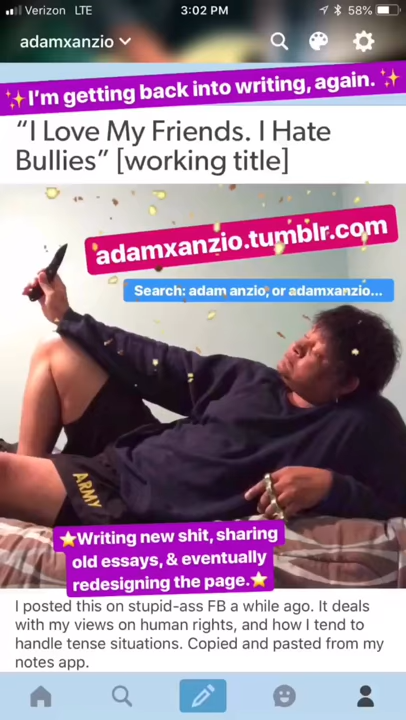 Verizon LTE 3:02 PM 58%
adamxanzio
✨I'm getting back into writing, again.✨
“I Love My Friends. I Hate
Bullies” [working title]
adamxanzio.tumblr.com
Search: adam anzio, or adamxanzio...
ARMY
⭐Writing new shit, sharing
old essays, & eventually
redesigning the page.⭐
I posted this on stupid-ass FB a while ago. It deals
with my views on human rights, and how I tend to
handle tense situations. Copied and pasted from my
notes app.